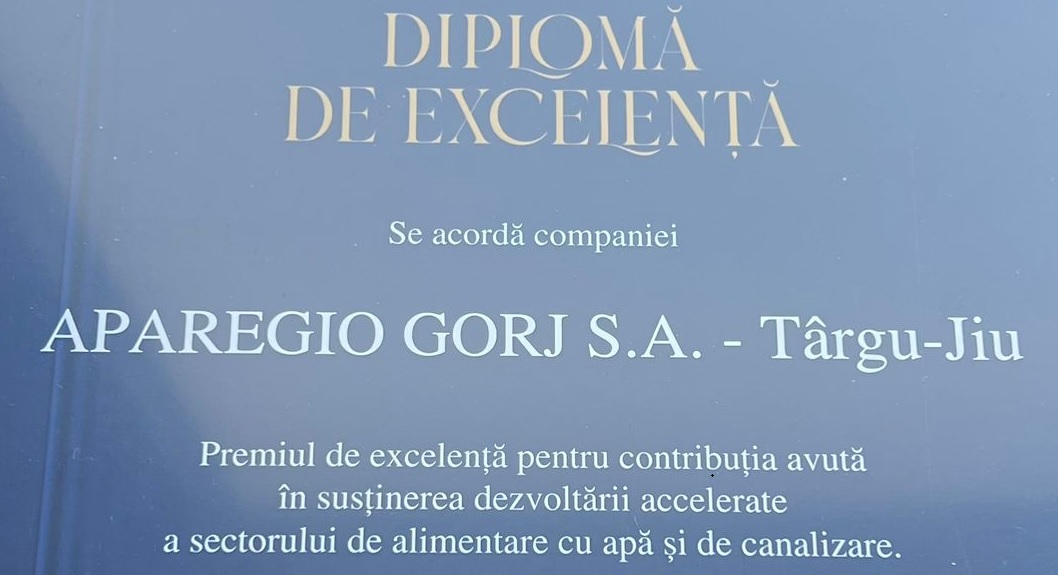 DIPLOMĂ
DE EXCELENȚĂ
Se acordă companiei
APAREGIO GORJ S.A. - Târgu-Jiu
Premiul de excelență pentru contribuția avută
în susținerea dezvoltării accelerate
a sectorului de alimentare cu apă și de canalizare.